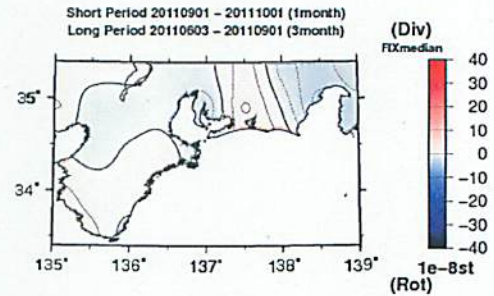 Short Period 20110901 – 20111001 (1month)
Long Period 20110603 – 20110901 (3month)
(Div)
FIXmedian
40
30
20
10
0
−10
−20
−30
−40
1e−8st
(Rot)
35°
34°
135° 136° 137° 138° 139°